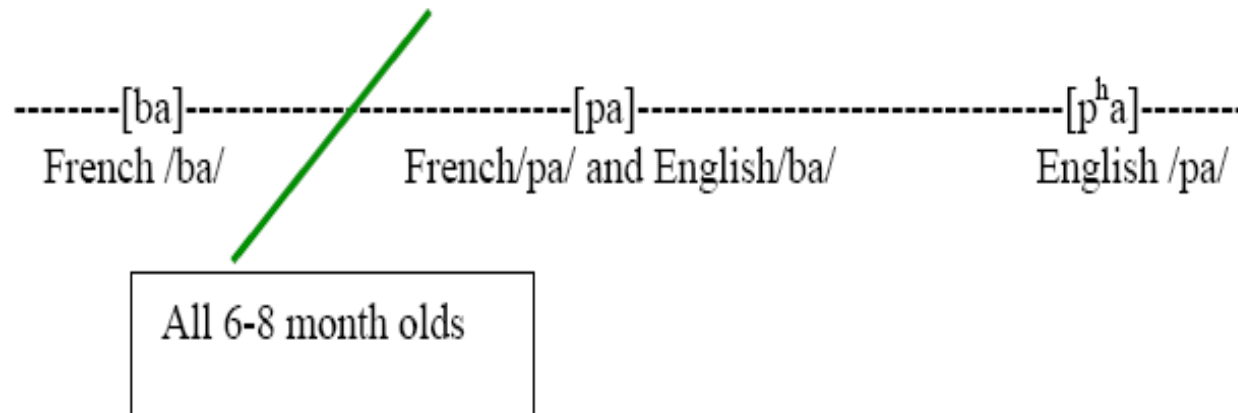 --------[ba]-----------------------------[pa]--------------------------------[pʰa]-------
French /ba/ French/pa/ and English/ba/ English /pa/
All 6-8 month olds